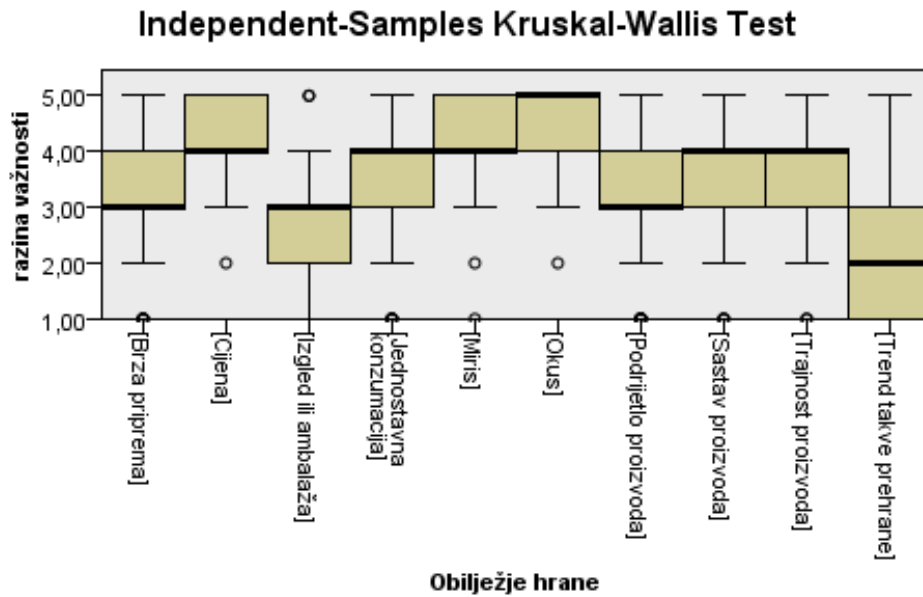 Independent-Samples Kruskal-Wallis Test
razina važnosti
5,00
4,00
3,00
2,00
1,00
[Brza priprema]
[Cijena]
[Izgled ili ambalaža]
[Jednostavna
konzumacija]
[Miris]
[Okus]
[Podrijetlo proizvoda]
[Sastav proizvoda]
[Trajnost proizvoda]
[Trend takve prehrane]
Obilježje hrane